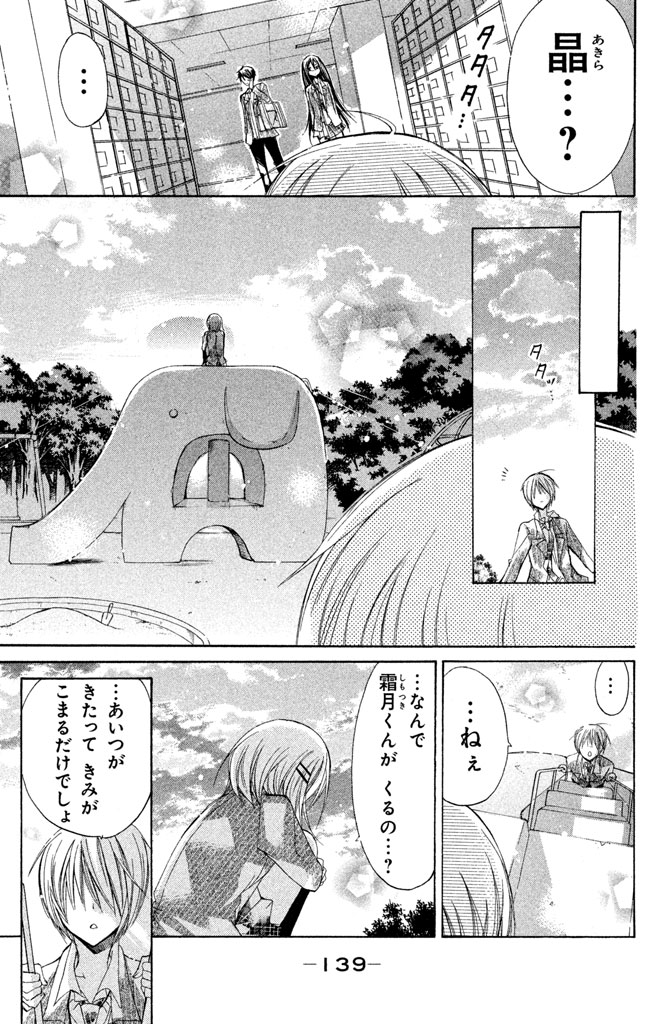 晶…?
あきら
タタタ…
…
タタッ…
…
…ねぇ
…なんで
霜月くんが くるの…?
しもつき
…あいつが
きたって きみが
こまるだけでしょ
−139−